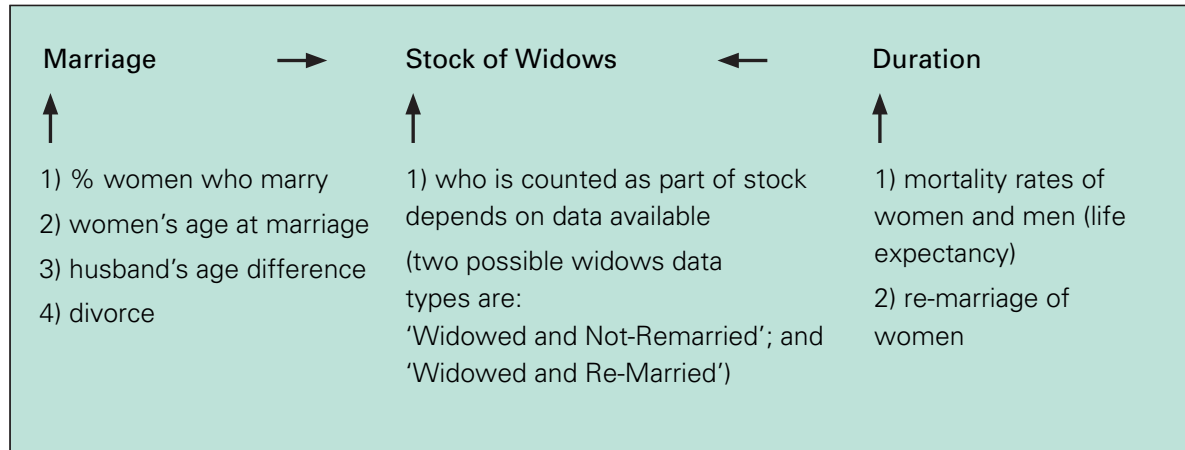 Marriage → Stock of Widows ← Duration
1) % women who marry
2) women's age at marriage
3) husband's age difference
4) divorce
1) who is counted as part of stock
depends on data available
(two possible widows data
types are:
‘Widowed and Not-Remarried’; and
‘Widowed and Re-Married’)
1) mortality rates of
women and men (life
expectancy)
2) re-marriage of
women